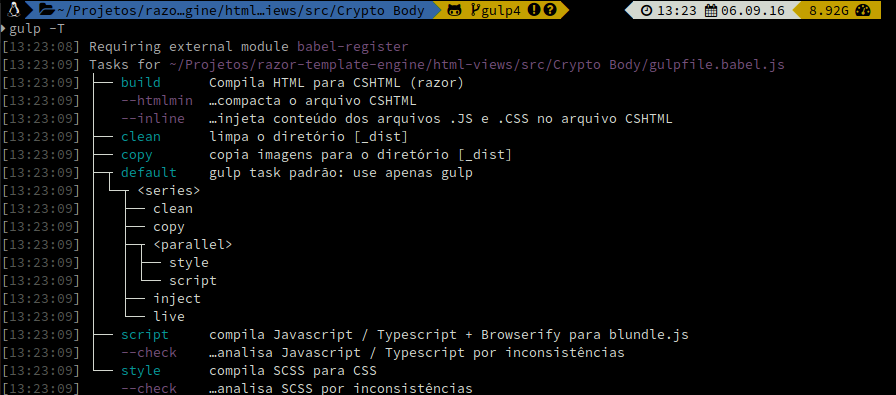 ~/Projetos/razo…gine/html…iews/src/Crypto Body gulp4 13:23 06.09.16 8.92G
gulp -T
[13:23:08] Requiring external module babel-register
[13:23:09] Tasks for ~/Projetos/razor-template-engine/html-views/src/Crypto Body/gulpfile.babel.js
[13:23:09] ├── build Compila HTML para CSHTML (razor)
[13:23:09] │ --htmlmin …compacta o arquivo CSHTML
[13:23:09] │ --inline …injeta conteúdo dos arquivos .JS e .CSS no arquivo CSHTML
[13:23:09] ├── clean limpa o diretório [_dist]
[13:23:09] ├── copy copia imagens para o diretório [_dist]
[13:23:09] ├─┬ default gulp task padrão: use apenas gulp
[13:23:09] │ └─┬ <series>
[13:23:09] │ ├── clean
[13:23:09] │ ├── copy
[13:23:09] │ ├─┬ <parallel>
[13:23:09] │ │ ├── style
[13:23:09] │ │ └── script
[13:23:09] │ ├── inject
[13:23:09] │ └── live
[13:23:09] ├── script compila Javascript / Typescript + Browserify para blundle.js
[13:23:09] │ --check …analisa Javascript / Typescript por inconsistências
[13:23:09] └── style compila SCSS para CSS
[13:23:09] --check …analisa SCSS por inconsistências